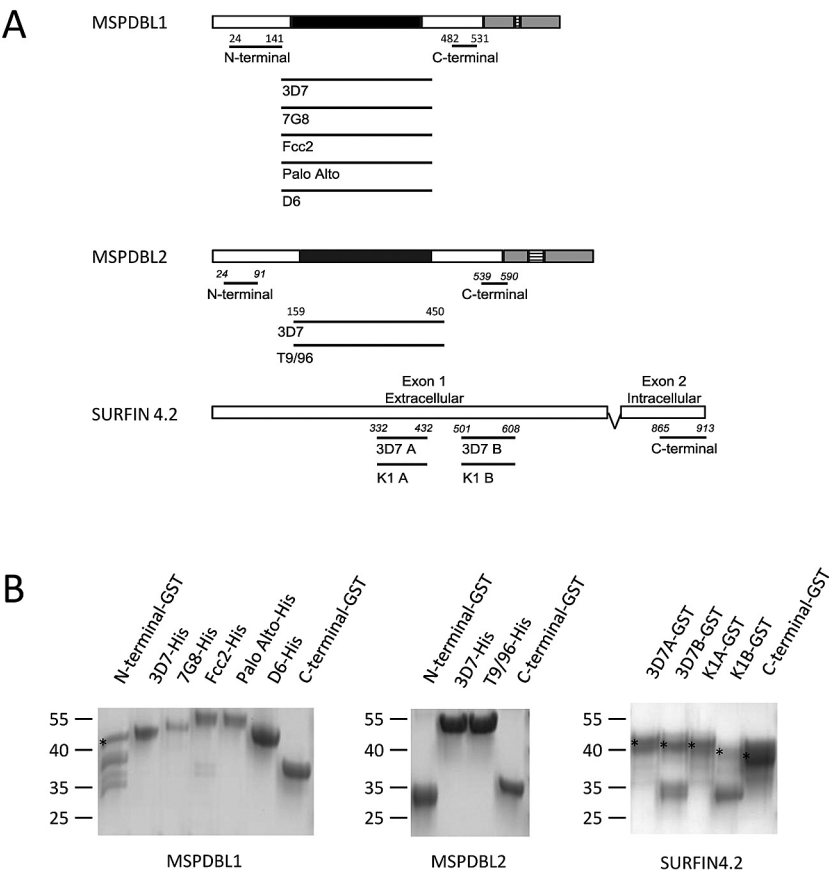 A
MSPDBL1
24 141 482 531
N-terminal C-terminal
3D7
7G8
Fcc2
Palo Alto
D6
MSPDBL2
24 91 539 590
N-terminal C-terminal
159 450
3D7
T9/96
Exon 1 Exon 2
Extracellular Intracellular
SURFIN 4.2
332 432 501 608 865 913
3D7 A 3D7 B C-terminal
K1 A K1 B
B
N-terminal-GST
3D7-His
7G8-His
Fcc2-His
Palo Alto-His
D6-His
C-terminal-GST
55
40
35
25
*
MSPDBL1
N-terminal-GST
3D7-His
T9/96-His
C-terminal-GST
55
40
35
25
MSPDBL2
3D7A-GST
3D7B-GST
K1A-GST
K1B-GST
C-terminal-GST
55
40
35
25
* * * * *
SURFIN4.2